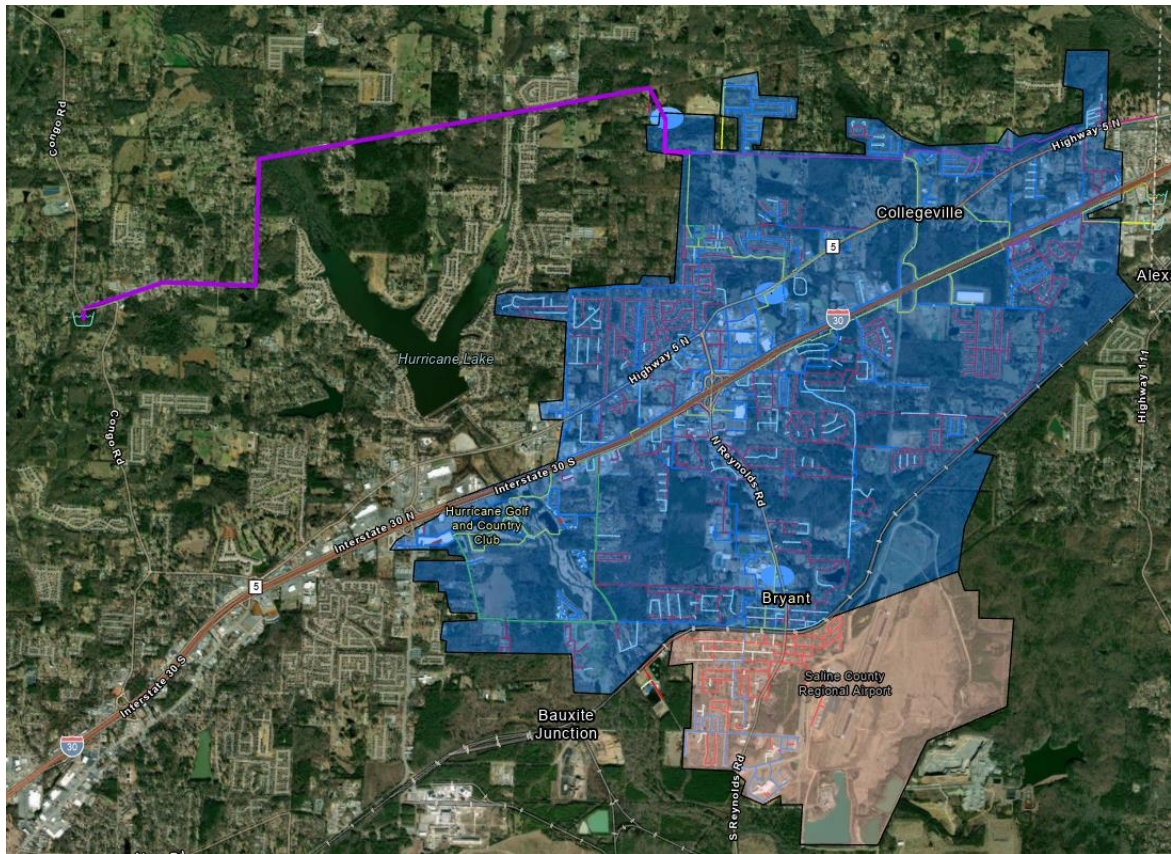 Congo Rd
Highway 5 N
Collegeville
5
Alex
30
Hurricane Lake
Highway 5 N
Highway 111
Congo Rd
N Reynolds Rd
Interstate 30 S
Hurricane Golf
and Country
Club
Interstate 30 N
5
Bryant
Saline County
Regional Airport
Interstate 30 S
Bauxite
Junction
30
S Reynolds Rd